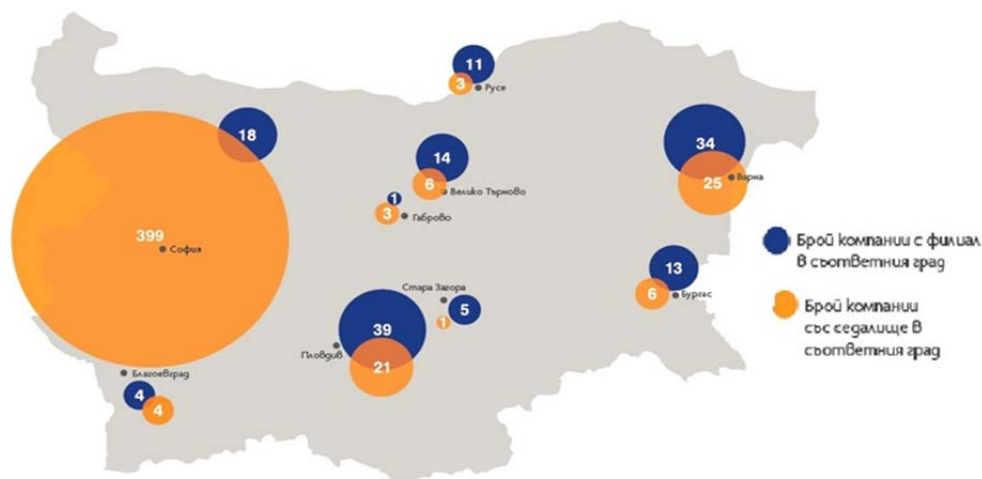 11
3
Русе
18
34
14
6
Велико Търново
25
Варна
1
3
Габрово
399
София
13
6
Бургас
Стара Загора
5
1
39
Пловдив
21
Благоевград
4
4
Брой компании с филиал
в съответния град
Брой компании
със седалище в
съответния град